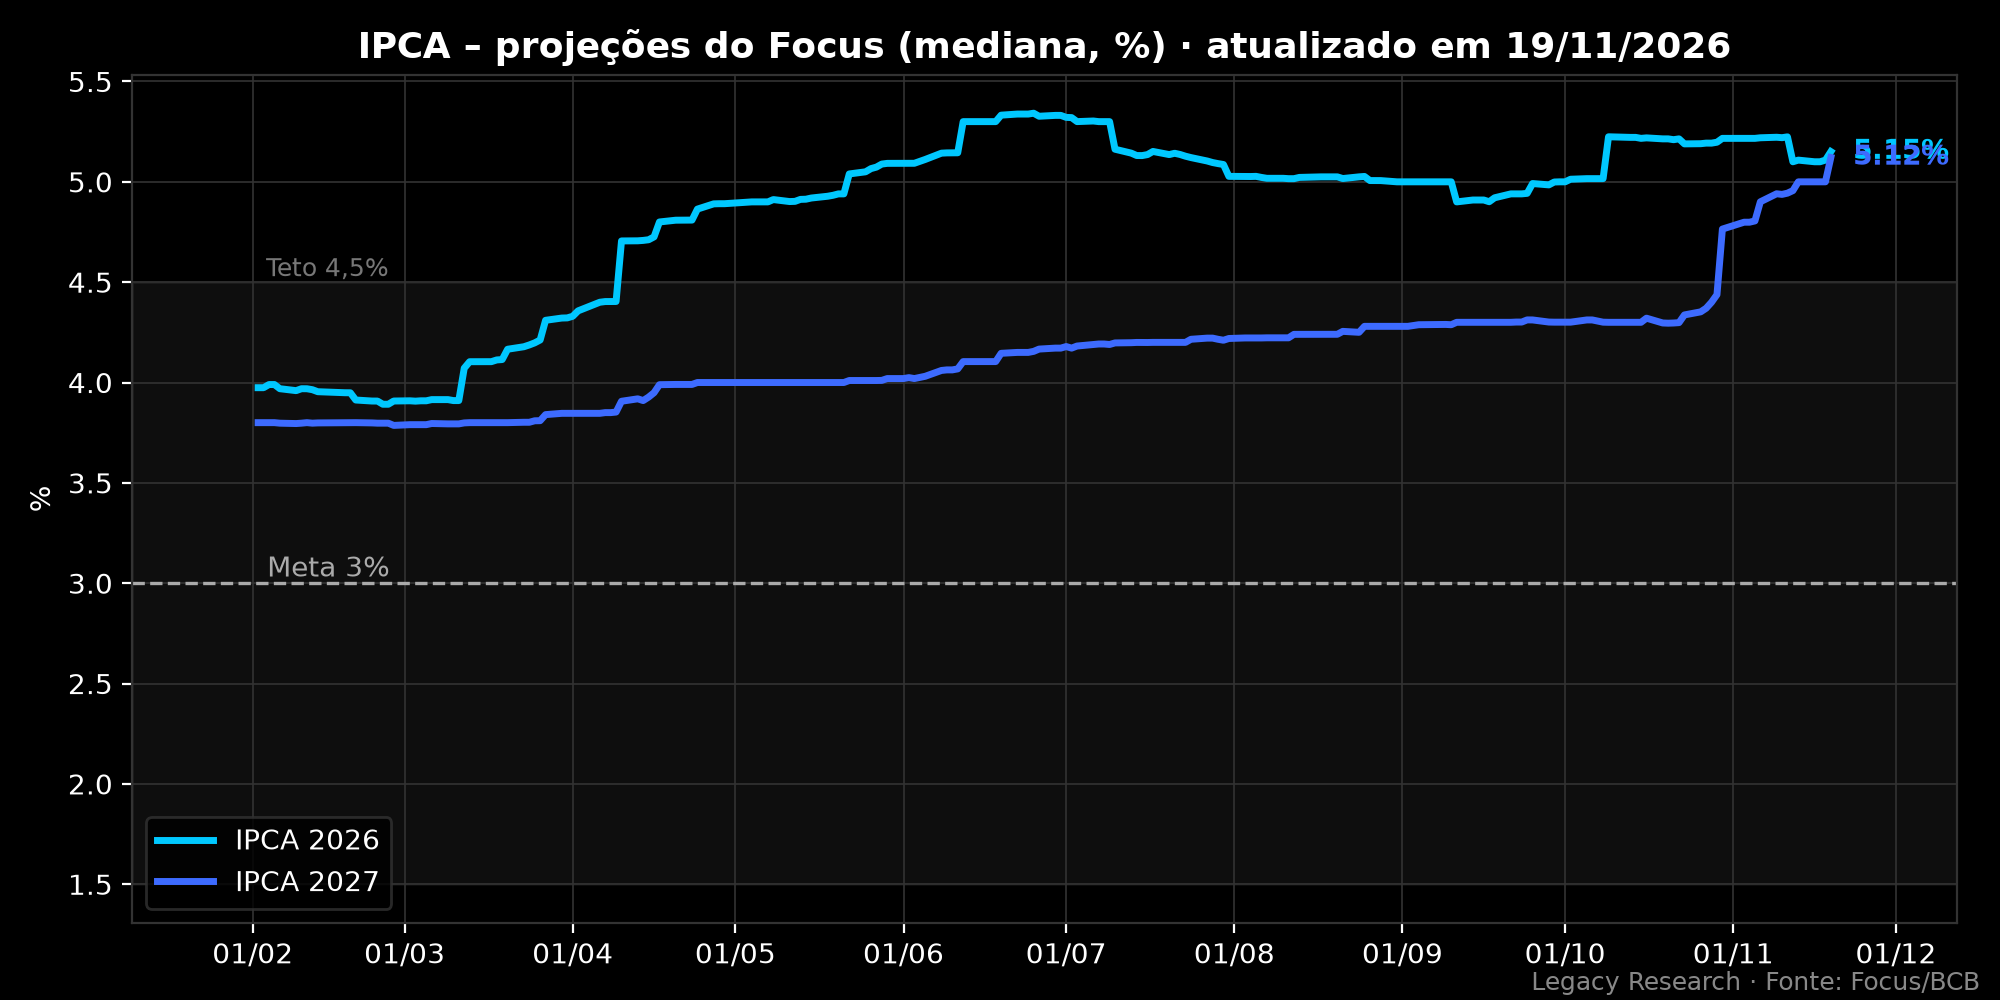 IPCA – projeções do Focus (mediana, %) · atualizado em 19/11/2026
5.5
5.0
4.5
4.0
3.5
3.0
2.5
2.0
1.5
%
5.15%
5.12%
Teto 4,5%
Meta 3%
IPCA 2026
IPCA 2027
01/02 01/03 01/04 01/05 01/06 01/07 01/08 01/09 01/10 01/11 01/12
Legacy Research · Fonte: Focus/BCB